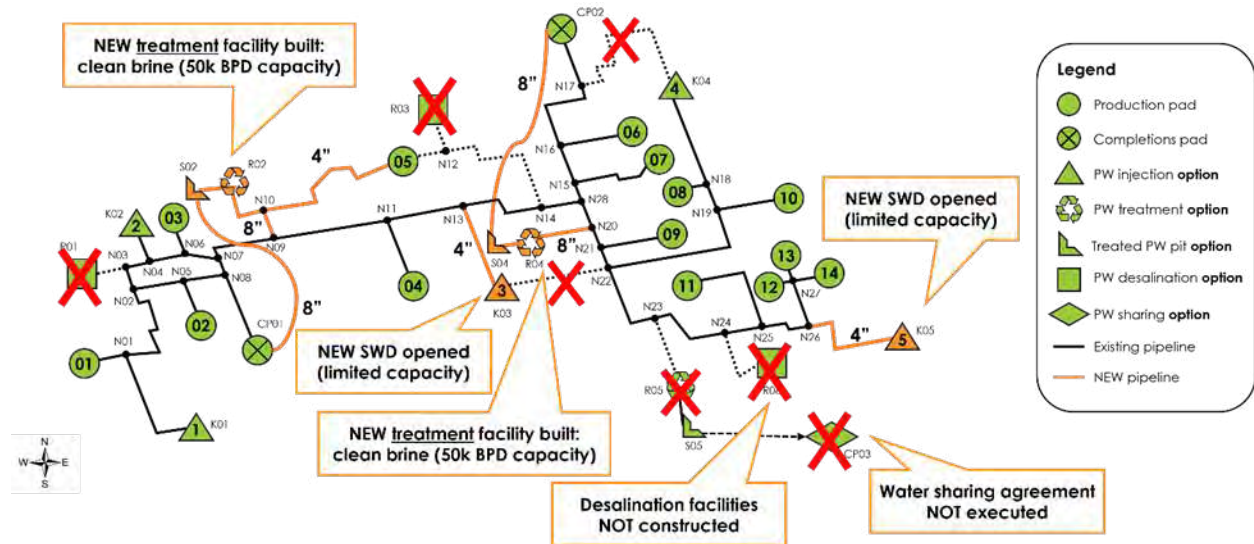 NEW treatment facility built:
clean brine (50k BPD capacity)
CP02
8"
N17
4
K04
R03
N12
4"
05
06
N16
07
N15
08
N18
N28
N19
10
S02
R02
N10
8"
N09
N11
N13
N14
N20
8"
09
N21
N22
S04
R04
4"
3
K03
04
K02
2
03
R01
N03
N04
N06
N05
N07
N08
N02
02
CP01
8"
N01
01
1
K01
N
W
E
S
NEW SWD opened
(limited capacity)
NEW treatment facility built:
clean brine (50k BPD capacity)
NEW SWD opened
(limited capacity)
11
13
14
12
N27
N23
N24
N25
N26
4"
5
K05
R05
S05
CP03
Desalination facilities
NOT constructed
Water sharing agreement
NOT executed
Legend
Production pad
Completions pad
PW injection option
PW treatment option
Treated PW pit option
PW desalination option
PW sharing option
Existing pipeline
NEW pipeline